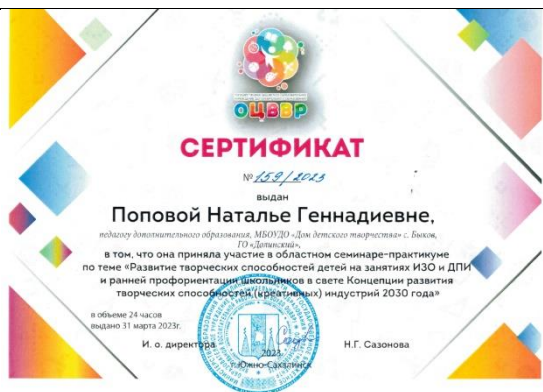 ОЦВВР
СЕРТИФИКАТ
№ 159/2023
выдан
Поповой Наталье Геннадиевне,
педагогу дополнительного образования, МБОУДО «Дом детского творчества» с. Быков,
ГО «Долинский»,
в том, что она приняла участие в областном семинаре-практикуме
по теме «Развитие творческих способностей детей на занятиях ИЗО и ДПИ
и ранней профориентации школьников в свете Концепции развития
творческих способностей (креативных) индустрий 2030 года»
в объеме 24 часов
выдано 31 марта 2023г.
И. о. директора
Н.Г. Сазонова
2023
г. Южно-Сахалинск